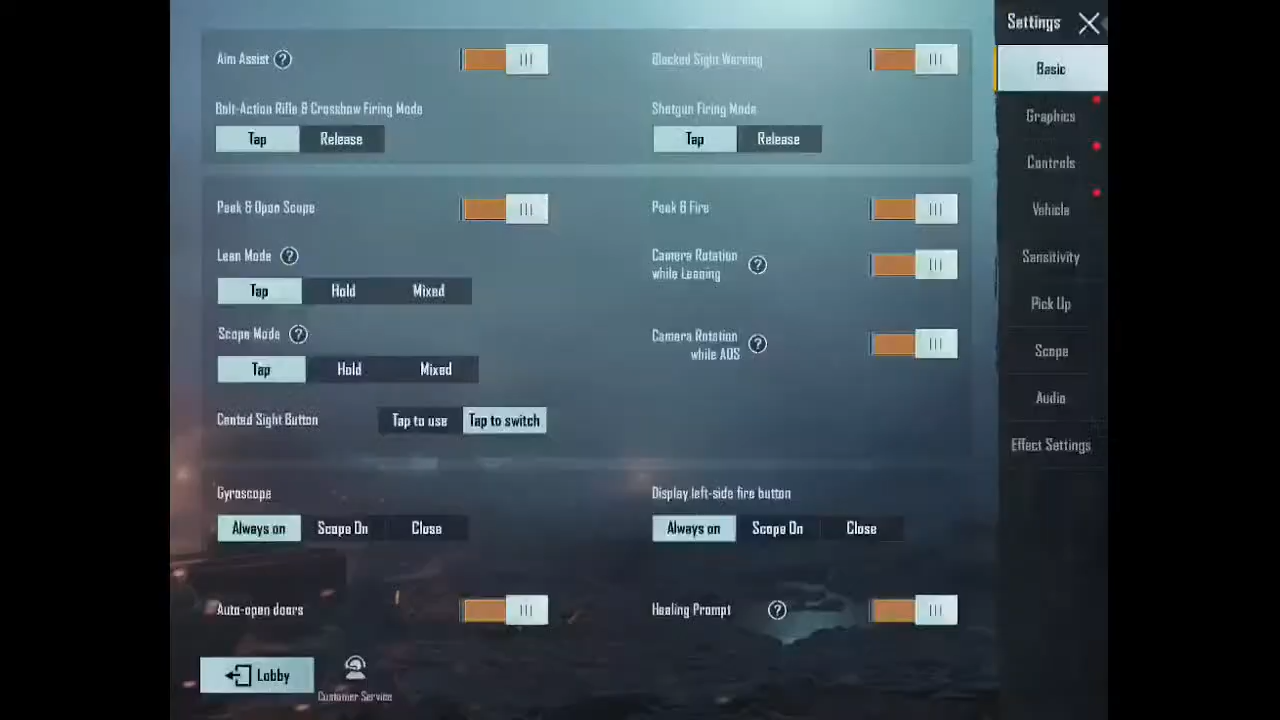 Settings
Aim Assist ?
Blocked Sight Warning
Basic
Bolt-Action Rifle & Crossbow Firing Mode
Shotgun Firing Mode
Graphics
Tap Release
Tap Release
Controls
Peek & Open Scope
Peek & Fire
Vehicle
Lean Mode ?
Camera Rotation
while Leaning ?
Sensitivity
Tap Hold Mixed
Pick Up
Scope Mode ?
Camera Rotation
while ADS ?
Scope
Tap Hold Mixed
Audio
Canted Sight Button Tap to use Tap to switch
Effect Settings
Gyroscope
Display left-side fire button
Always on Scope On Close
Always on Scope On Close
Auto-open doors
Healing Prompt ?
Lobby
Customer Service